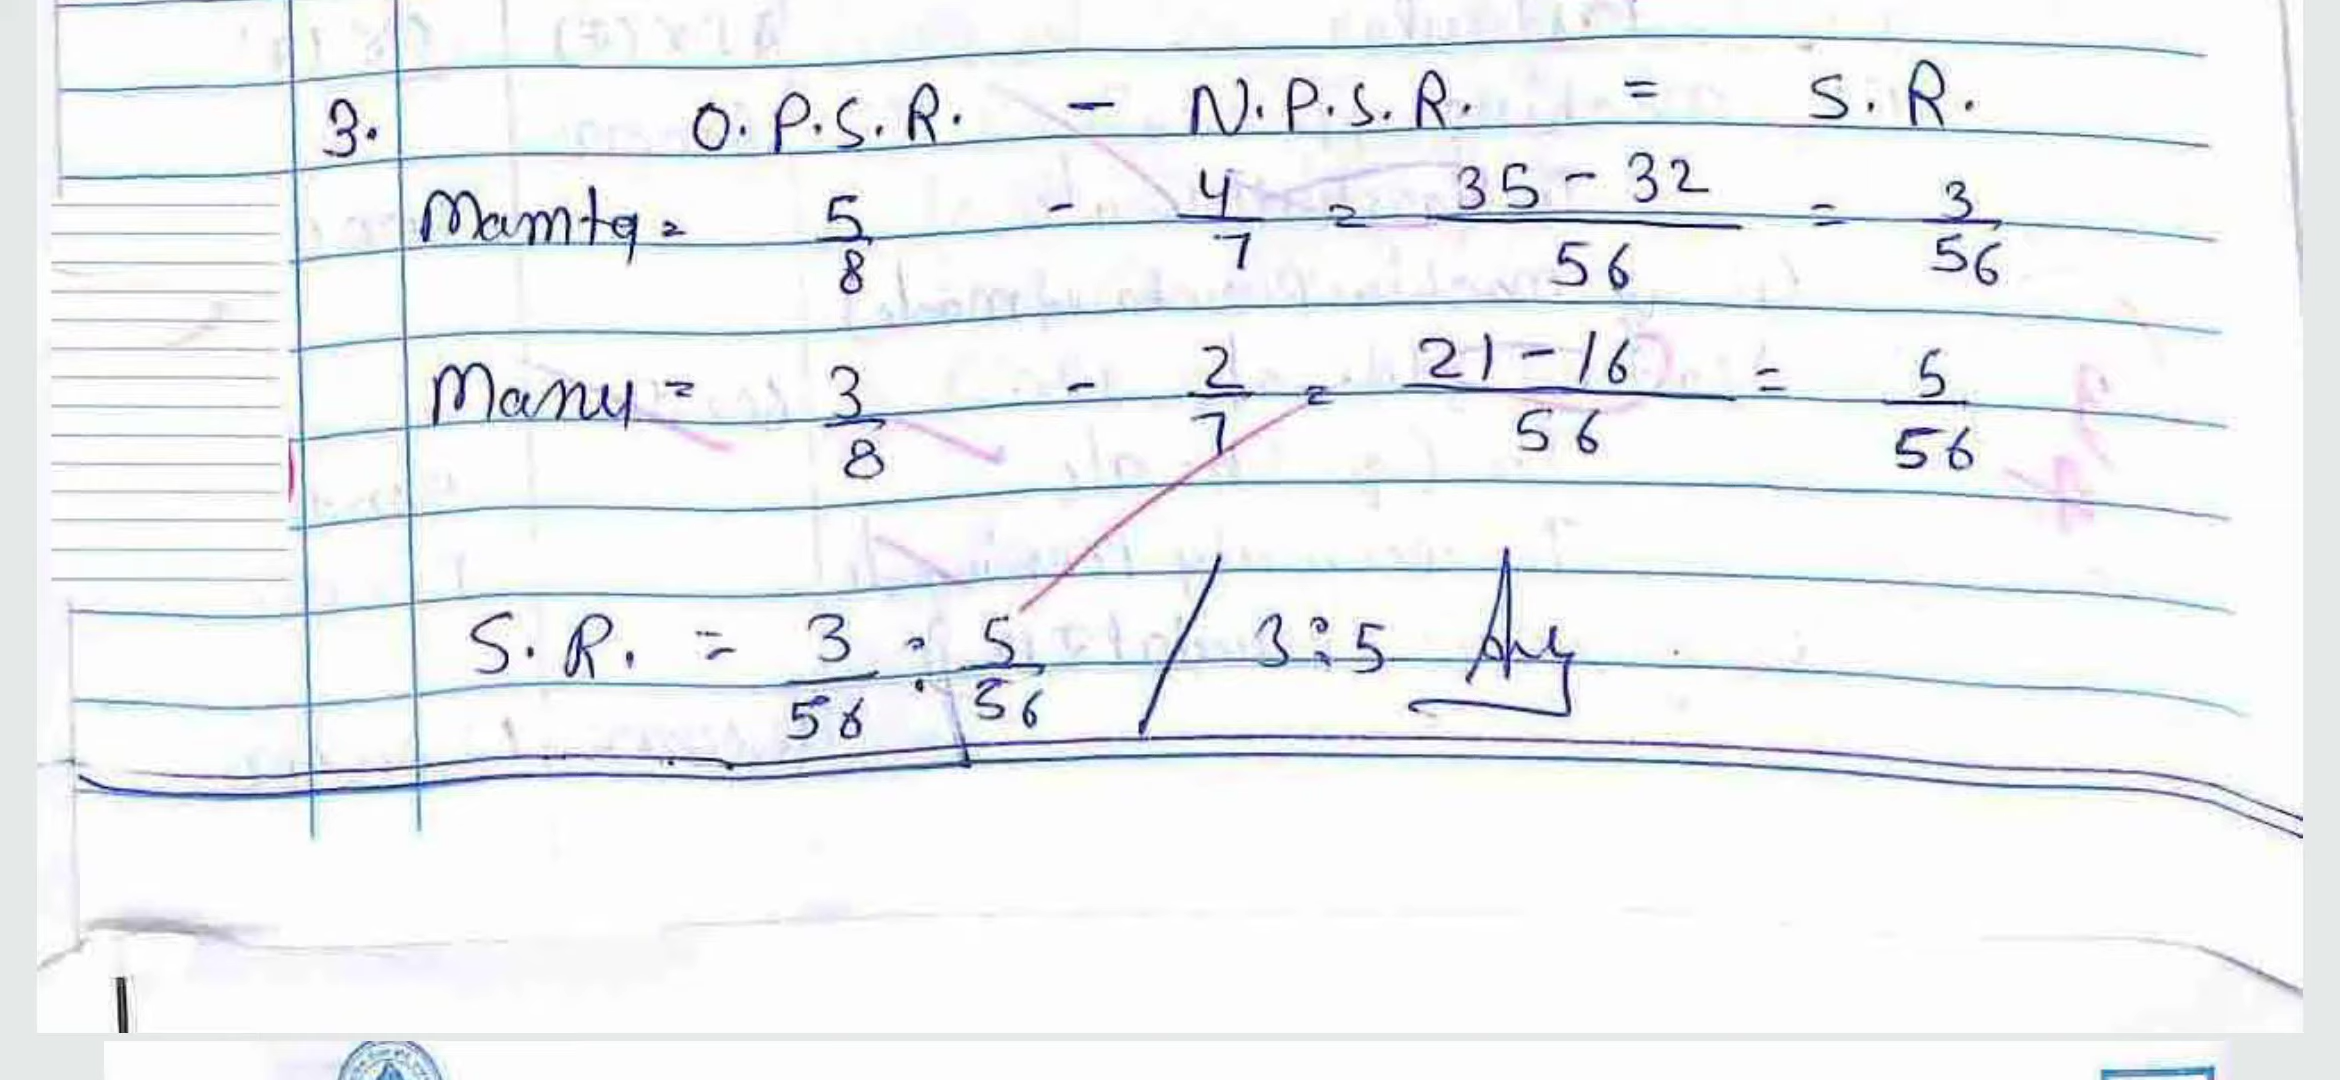 3. O.P.S.R. - N.P.S.R. = S.R.
Mamta = 5/8 - 4/7 = 35-32/56 = 3/56
Manu = 3/8 - 2/7 = 21-16/56 = 5/56
S.R. = 3/56 : 5/56 / 3:5 Ans